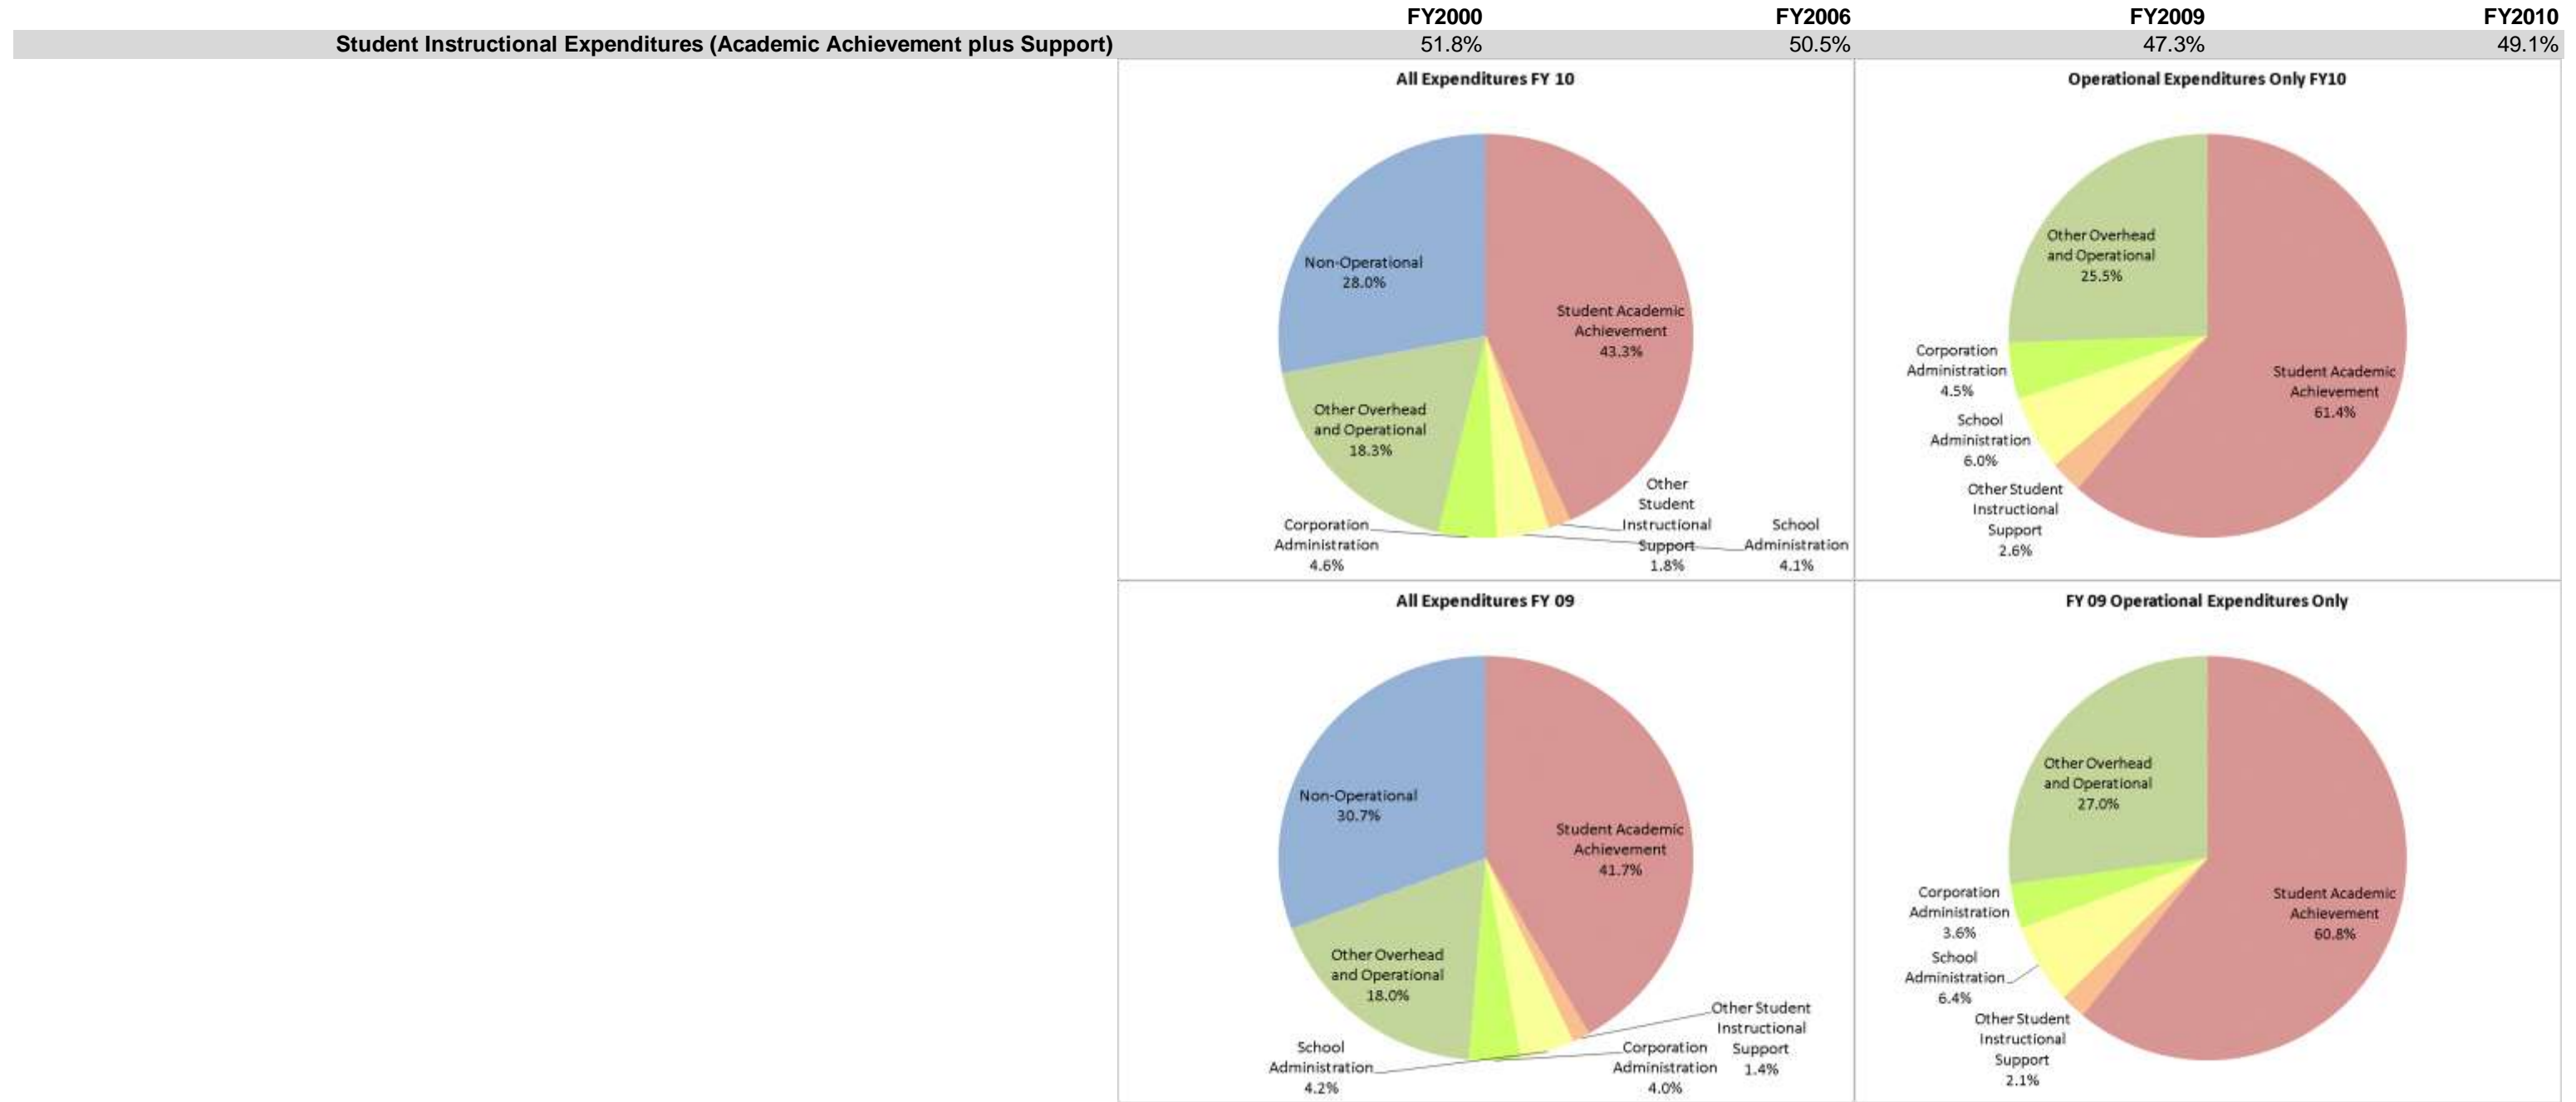 FY2000 FY2006 FY2009 FY2010
Student Instructional Expenditures (Academic Achievement plus Support) 51.8% 50.5% 47.3% 49.1%
All Expenditures FY 10
Non-Operational
28.0%
Student Academic
Achievement
43.3%
Other Overhead
and Operational
18.3%
Corporation
Administration
4.6%
Other
Student
Instructional
Support
1.8%
School
Administration
4.1%
Operational Expenditures Only FY10
Other Overhead
and Operational
25.5%
Corporation
Administration
4.5%
Student Academic
Achievement
61.4%
School
Administration
6.0%
Other Student
Instructional
Support
2.6%
All Expenditures FY 09
Non-Operational
30.7%
Student Academic
Achievement
41.7%
Other Overhead
and Operational
18.0%
School
Administration
4.2%
Corporation
Administration
4.0%
Other Student
Instructional
Support
1.4%
FY 09 Operational Expenditures Only
Other Overhead
and Operational
27.0%
Corporation
Administration
3.6%
Student Academic
Achievement
60.8%
School
Administration
6.4%
Other Student
Instructional
Support
2.1%